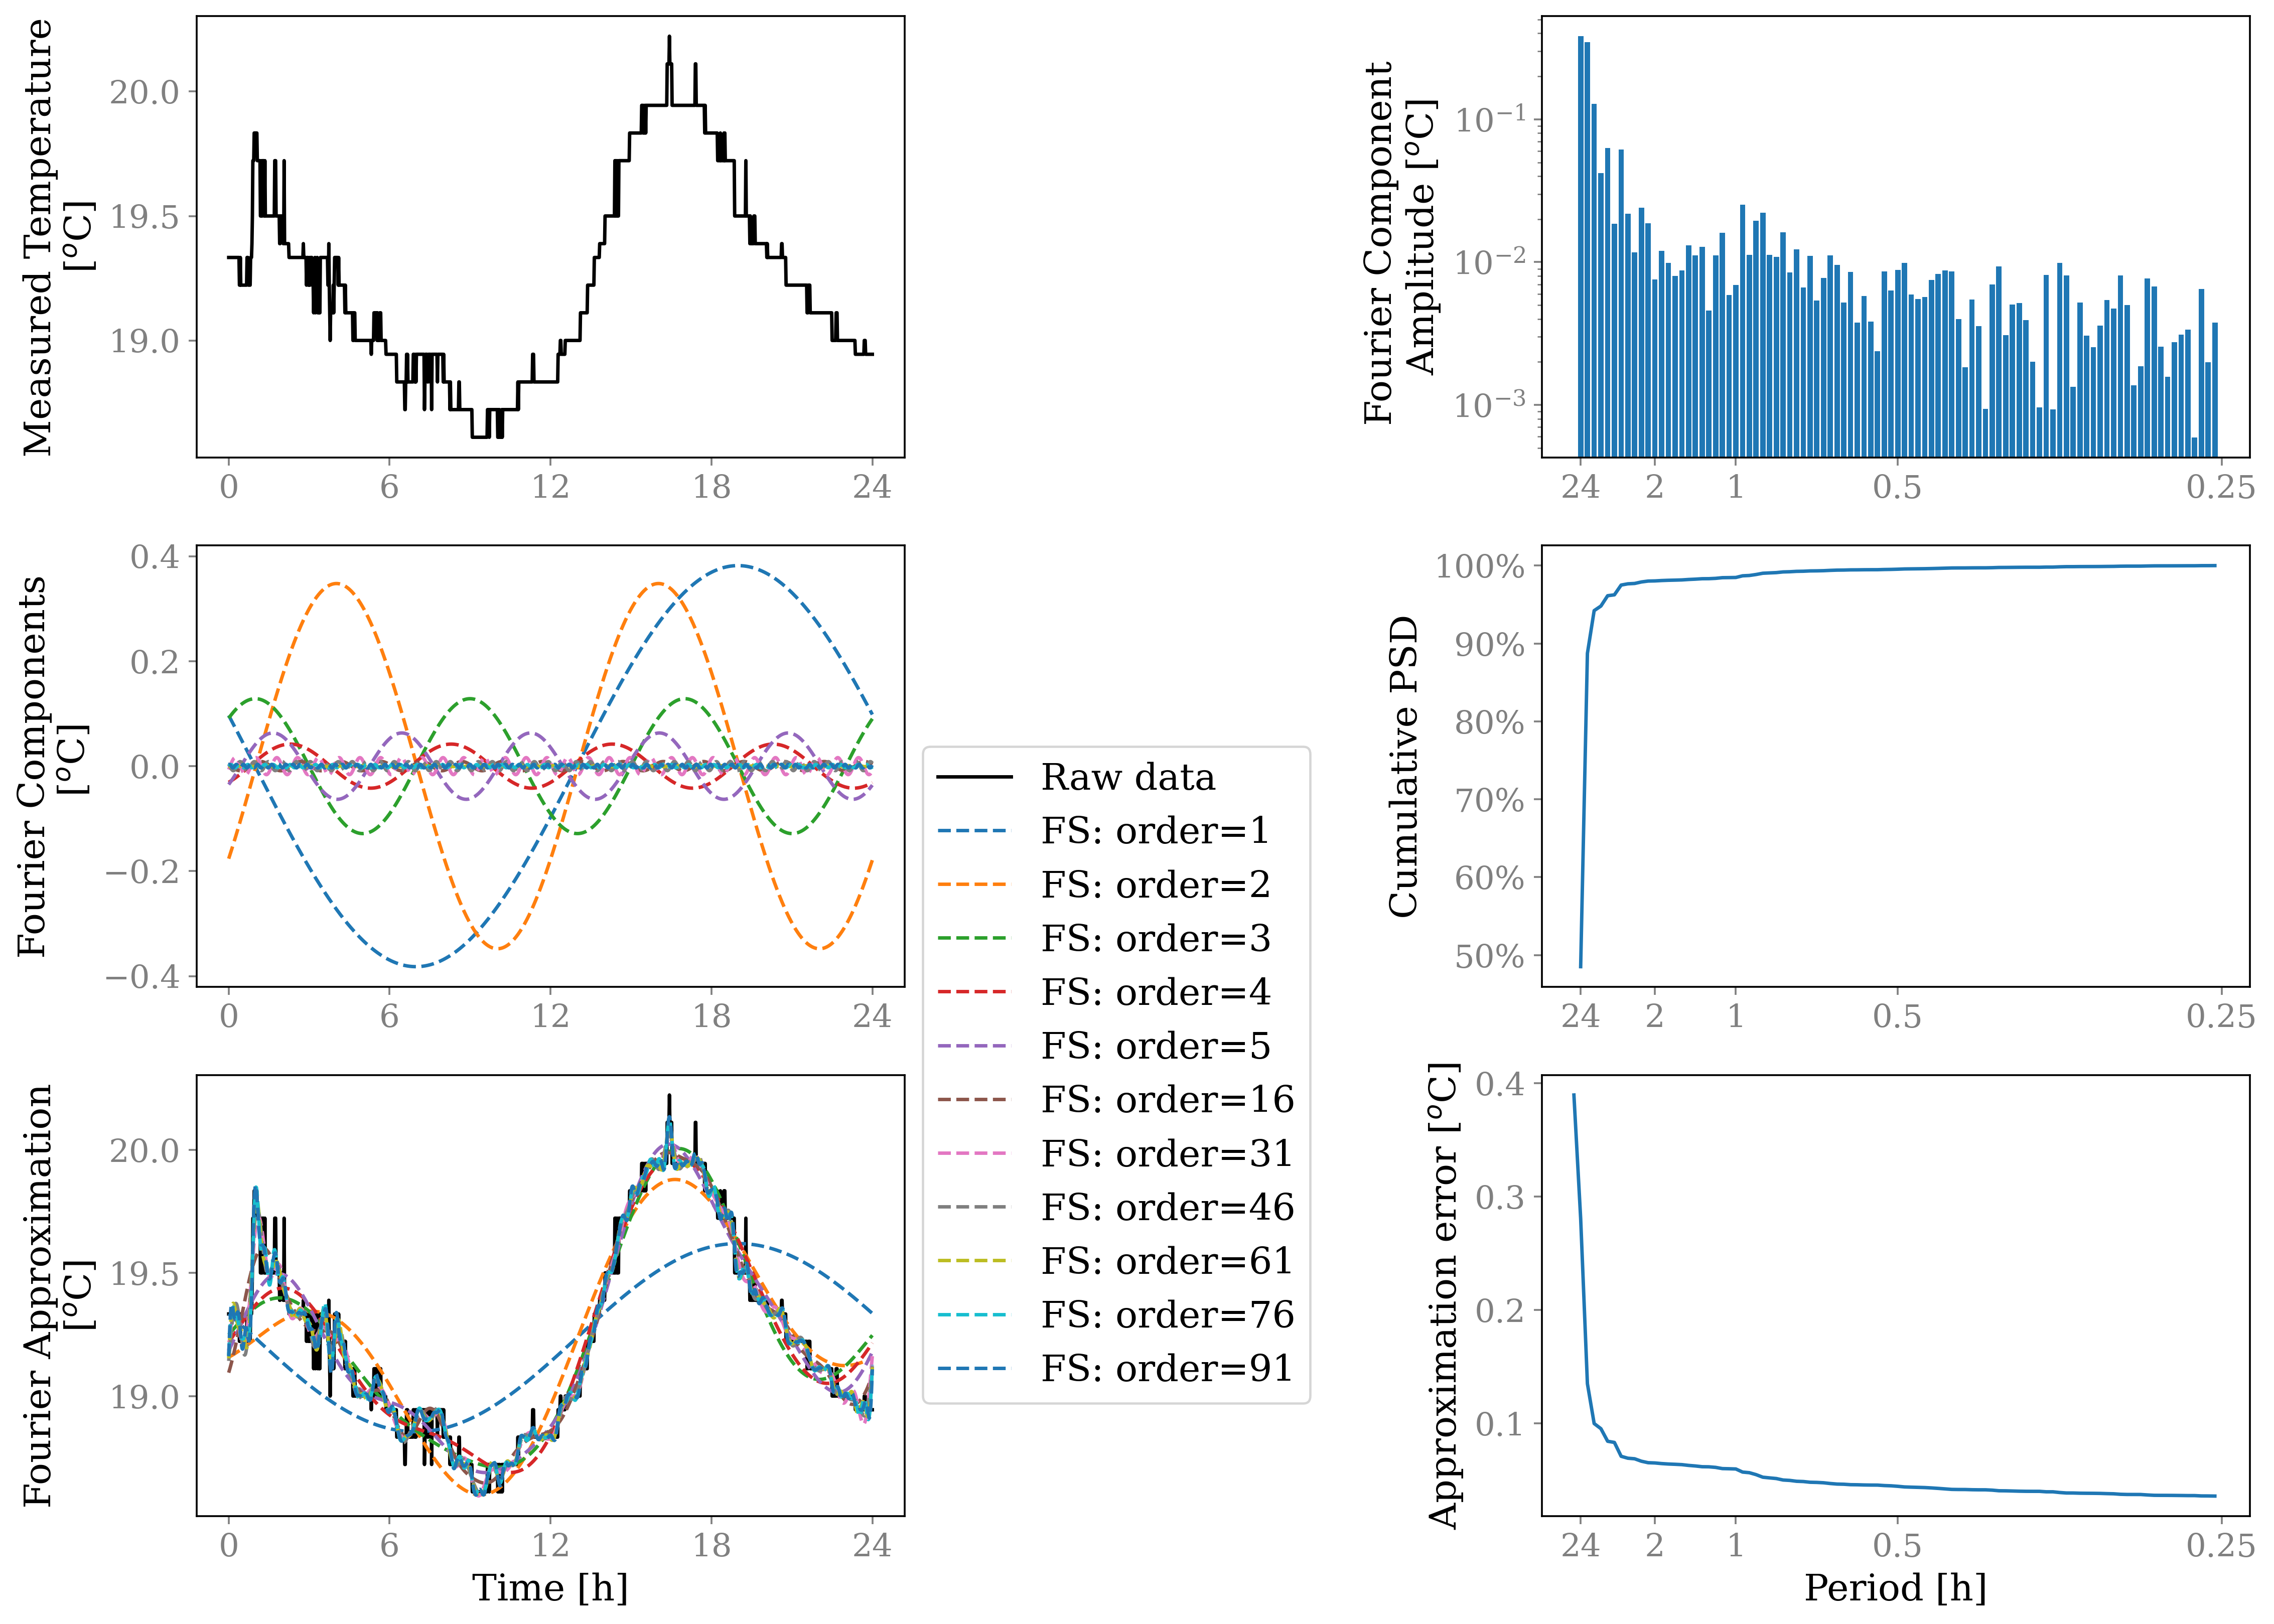 Measured Temperature
[°C]
20.0
19.5
19.0
0 6 12 18 24
Fourier Component
Amplitude [°C]
10⁻¹
10⁻²
10⁻³
24 2 1 0.5 0.25
Fourier Components
[°C]
0.4
0.2
0.0
−0.2
−0.4
0 6 12 18 24
Raw data
FS: order=1
FS: order=2
FS: order=3
FS: order=4
FS: order=5
FS: order=16
FS: order=31
FS: order=46
FS: order=61
FS: order=76
FS: order=91
Cumulative PSD
100%
90%
80%
70%
60%
50%
24 2 1 0.5 0.25
Fourier Approximation
[°C]
20.0
19.5
19.0
0 6 12 18 24
Time [h]
Approximation error [°C]
0.4
0.3
0.2
0.1
24 2 1 0.5 0.25
Period [h]